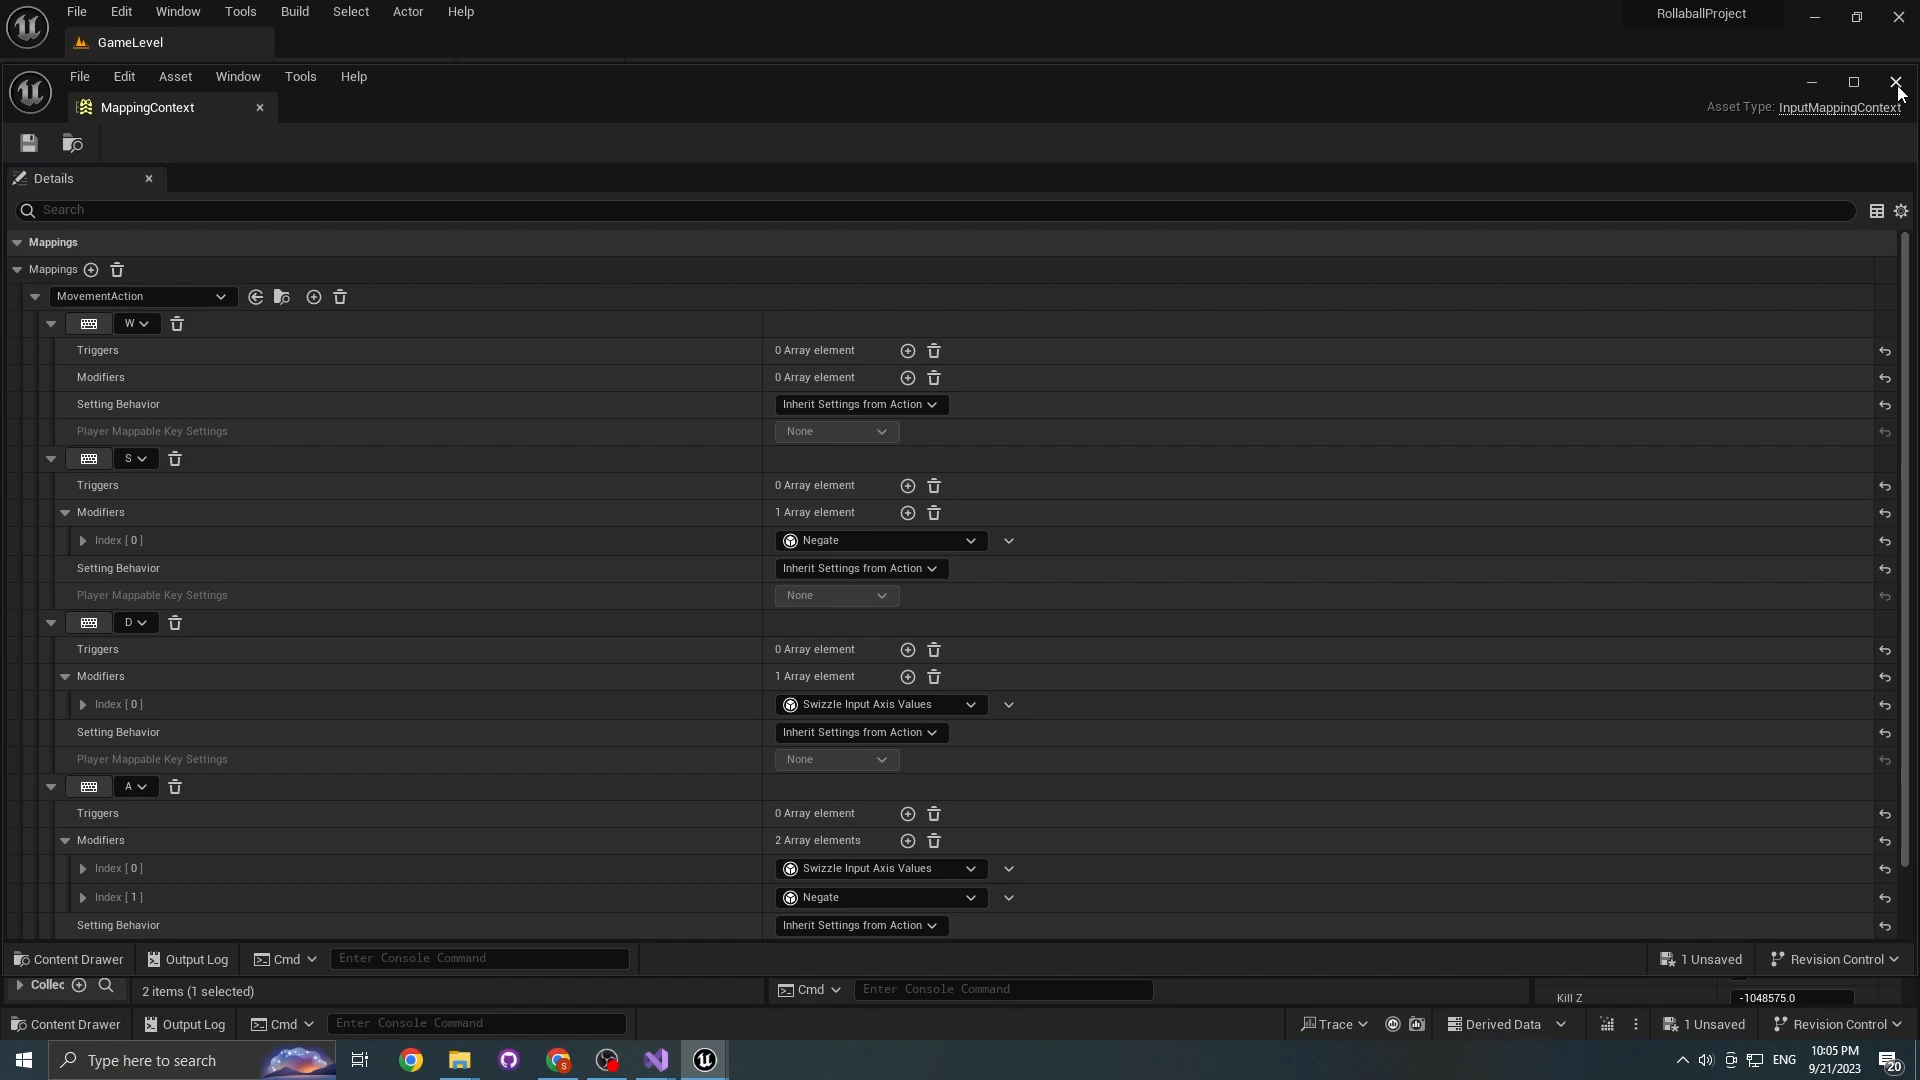 File Edit Window Tools Build Select Actor Help
RollaballProject
GameLevel
File Edit Asset Window Tools Help
MappingContext
Asset Type: InputMappingContext
Details
Search
Mappings
Mappings
MovementAction
W
Triggers 0 Array element
Modifiers 0 Array element
Setting Behavior Inherit Settings from Action
Player Mappable Key Settings None
S
Triggers 0 Array element
Modifiers 1 Array element
Index [ 0 ] Negate
Setting Behavior Inherit Settings from Action
Player Mappable Key Settings None
D
Triggers 0 Array element
Modifiers 1 Array element
Index [ 0 ] Swizzle Input Axis Values
Setting Behavior Inherit Settings from Action
Player Mappable Key Settings None
A
Triggers 0 Array element
Modifiers 2 Array elements
Index [ 0 ] Swizzle Input Axis Values
Index [ 1 ] Negate
Setting Behavior Inherit Settings from Action
Content Drawer Output Log Cmd Enter Console Command 1 Unsaved Revision Control
Collec 2 items (1 selected) Cmd Enter Console Command Kill Z -1048575.0
Content Drawer Output Log Cmd Enter Console Command Trace Derived Data 1 Unsaved Revision Control
Type here to search ENG 10:05 PM
9/21/2023 20